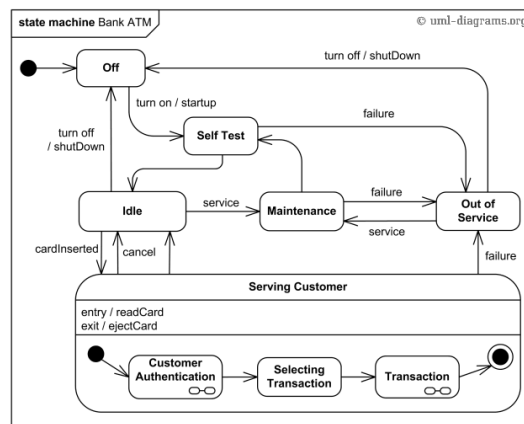 state machine Bank ATM
© uml-diagrams.org
Off
turn off / shutDown
turn on / startup
turn off
/ shutDown
Self Test
failure
Idle
service
Maintenance
failure
service
Out of
Service
cardInserted
cancel
failure
Serving Customer
entry / readCard
exit / ejectCard
Customer
Authentication
Selecting
Transaction
Transaction